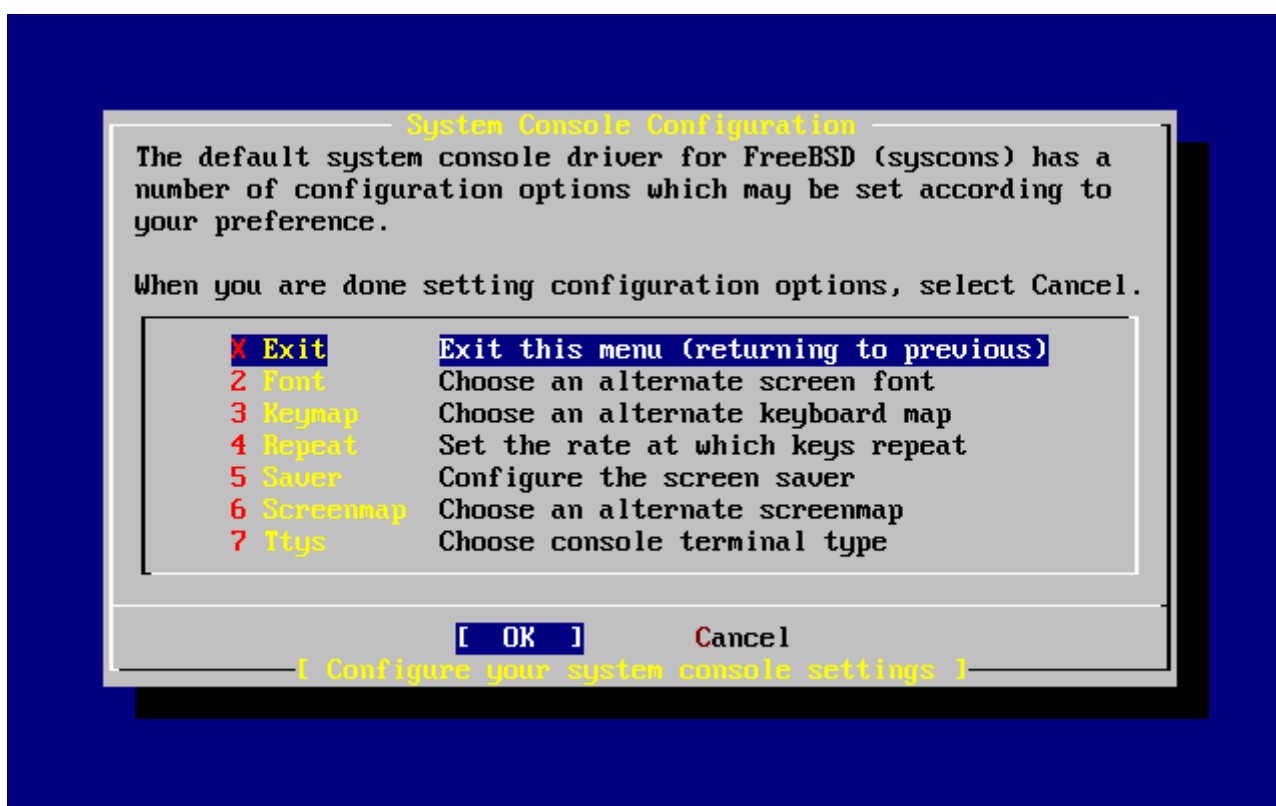 System Console Configuration
The default system console driver for FreeBSD (syscons) has a
number of configuration options which may be set according to
your preference.
When you are done setting configuration options, select Cancel.
X Exit Exit this menu (returning to previous)
2 Font Choose an alternate screen font
3 Keymap Choose an alternate keyboard map
4 Repeat Set the rate at which keys repeat
5 Saver Configure the screen saver
6 Screenmap Choose an alternate screenmap
7 Ttys Choose console terminal type
[ OK ] Cancel
[ Configure your system console settings ]